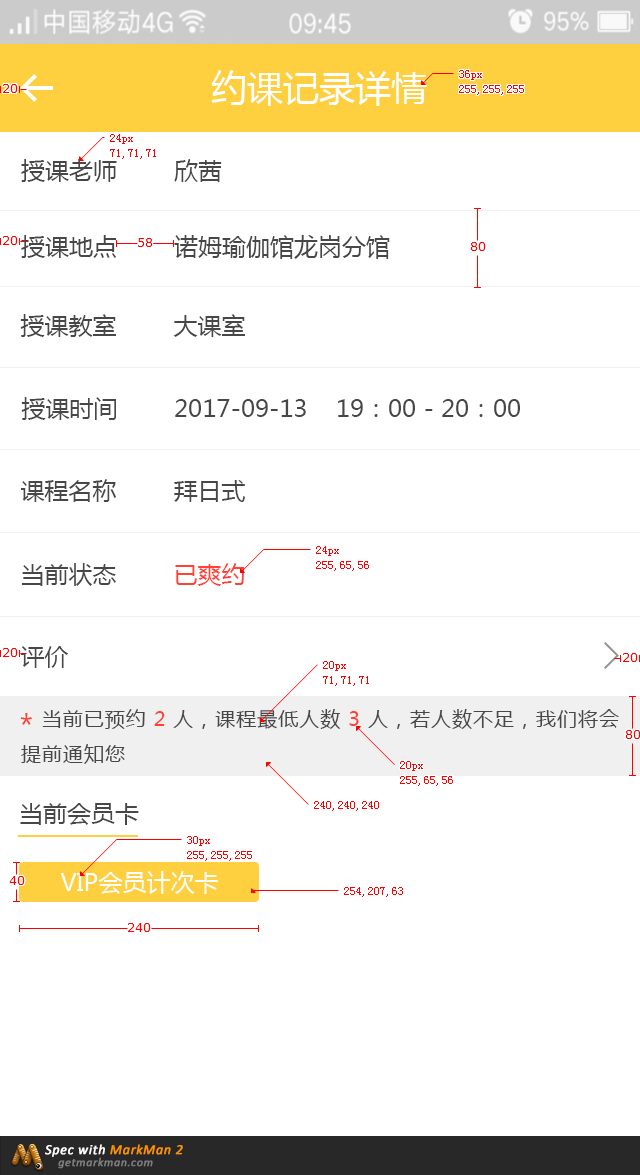 中国移动4G 09:45 95%
约课记录详情
36px
255, 255, 255
20
24px
71, 71, 71
授课老师 欣茜
20 授课地点 58 诺姆瑜伽馆龙岗分馆 80
授课教室 大课室
授课时间 2017-09-13 19：00 - 20：00
课程名称 拜日式
当前状态 已爽约
24px
255, 65, 56
20 评价 20
20px
71, 71, 71
* 当前已预约 2 人，课程最低人数 3 人，若人数不足，我们将会
提前通知您
80
20px
255, 65, 56
240, 240, 240
当前会员卡
30px
255, 255, 255
40 VIP会员计次卡
254, 207, 63
240
Spec with MarkMan 2
getmarkman.com